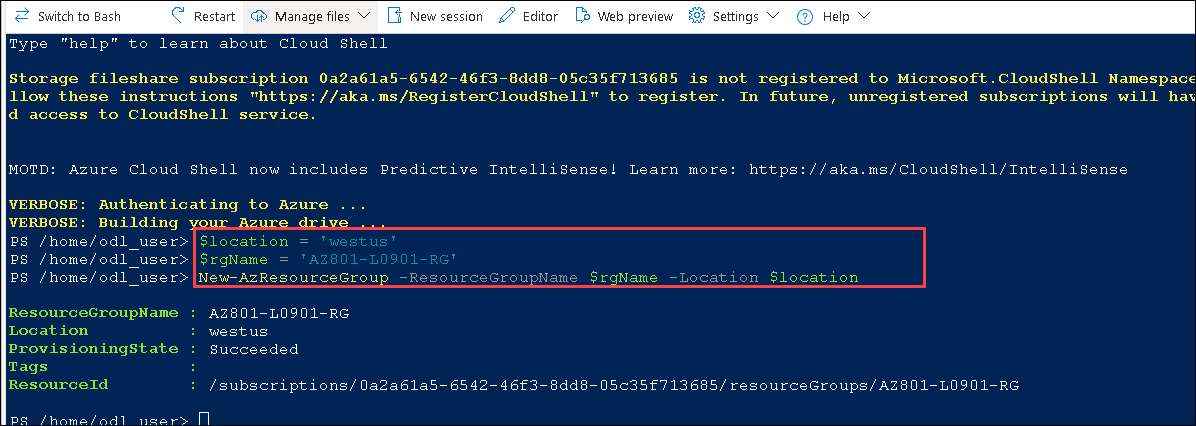 Switch to Bash Restart Manage files New session Editor Web preview Settings Help
Type "help" to learn about Cloud Shell
Storage fileshare subscription 0a2a61a5-6542-46f3-8dd8-05c35f713685 is not registered to Microsoft.CloudShell Namespace
llow these instructions "https://aka.ms/RegisterCloudShell" to register. In future, unregistered subscriptions will hav
d access to CloudShell service.
MOTD: Azure Cloud Shell now includes Predictive IntelliSense! Learn more: https://aka.ms/CloudShell/IntelliSense
VERBOSE: Authenticating to Azure ...
VERBOSE: Building your Azure drive ...
PS /home/odl_user> $location = 'westus'
PS /home/odl_user> $rgName = 'AZ801-L0901-RG'
PS /home/odl_user> New-AzResourceGroup -ResourceGroupName $rgName -Location $location
ResourceGroupName : AZ801-L0901-RG
Location : westus
ProvisioningState : Succeeded
Tags :
ResourceId : /subscriptions/0a2a61a5-6542-46f3-8dd8-05c35f713685/resourceGroups/AZ801-L0901-RG
PS /home/odl_user>